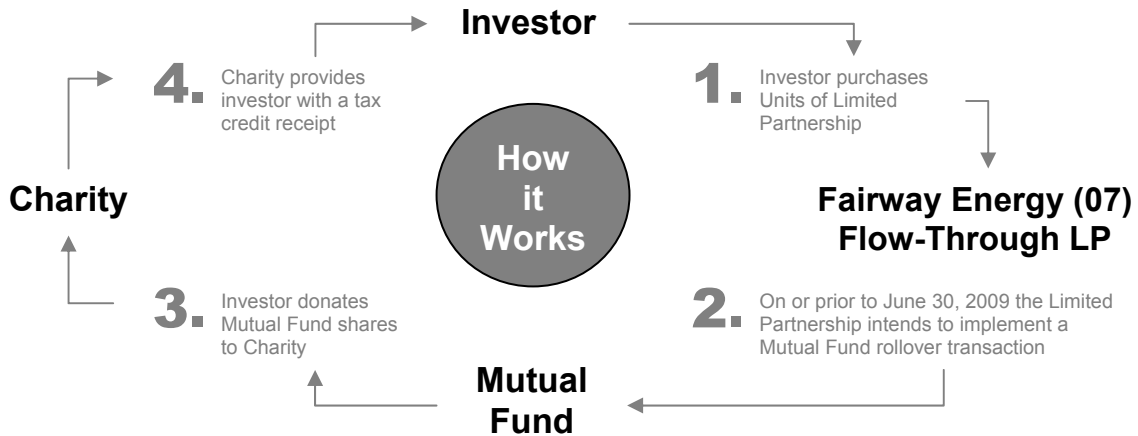 Investor
1. Investor purchases
Units of Limited
Partnership
Fairway Energy (07)
Flow-Through LP
2. On or prior to June 30, 2009 the Limited
Partnership intends to implement a
Mutual Fund rollover transaction
Mutual
Fund
3. Investor donates
Mutual Fund shares
to Charity
Charity
4. Charity provides
investor with a tax
credit receipt
How
it
Works